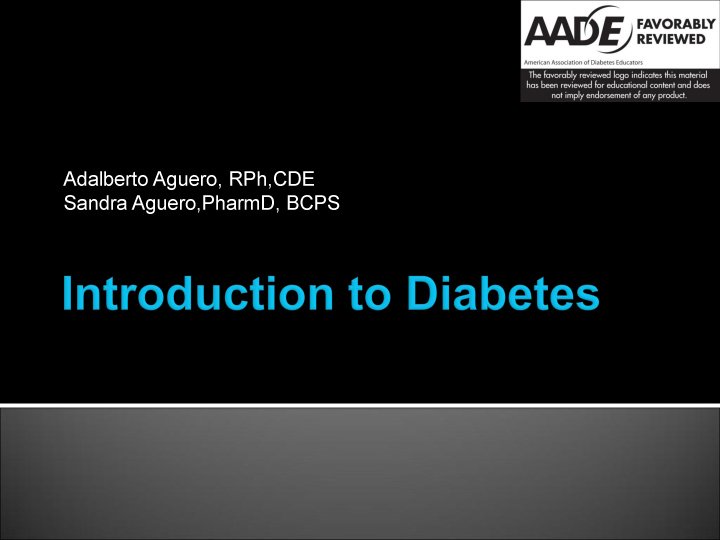 AADE FAVORABLY
REVIEWED
American Association of Diabetes Educators
The favorably reviewed logo indicates this material
has been reviewed for educational content and does
not imply endorsement of any product.
Adalberto Aguero, RPh,CDE
Sandra Aguero,PharmD, BCPS
Introduction to Diabetes